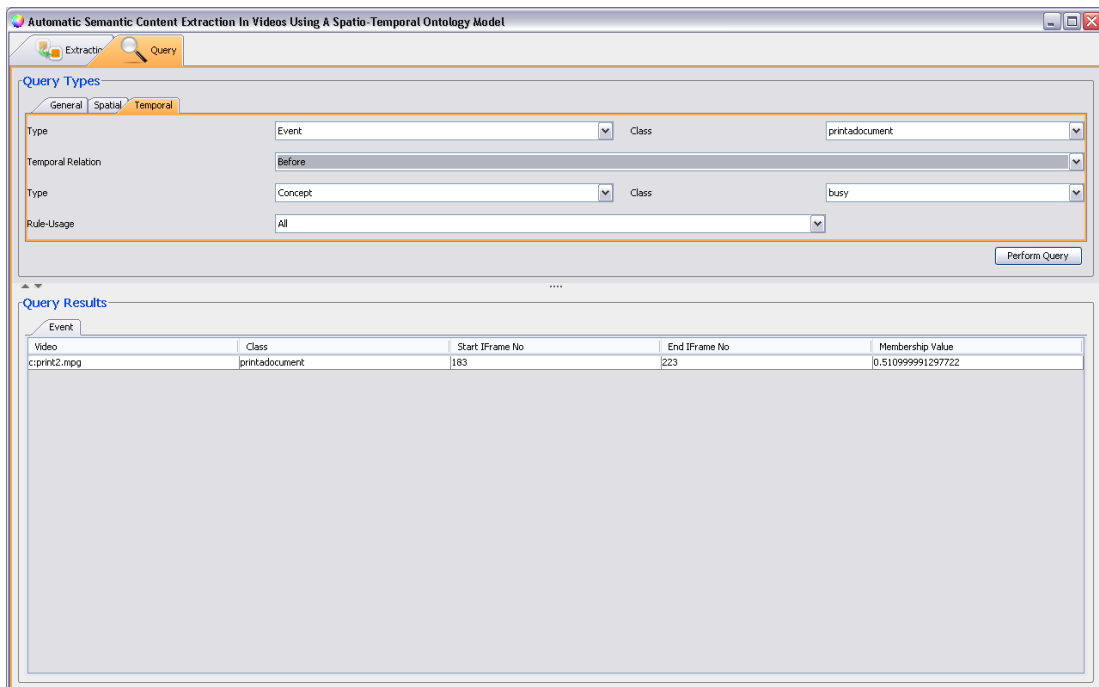 Automatic Semantic Content Extraction In Videos Using A Spatio-Temporal Ontology Model
Extractio Query
Query Types
General Spatial Temporal
Type Event Class printadocument
Temporal Relation Before
Type Concept Class busy
Rule-Usage All
Perform Query
Query Results
Event
Video Class Start IFrame No End IFrame No Membership Value
c:print2.mpg printadocument 183 223 0.510999991297722